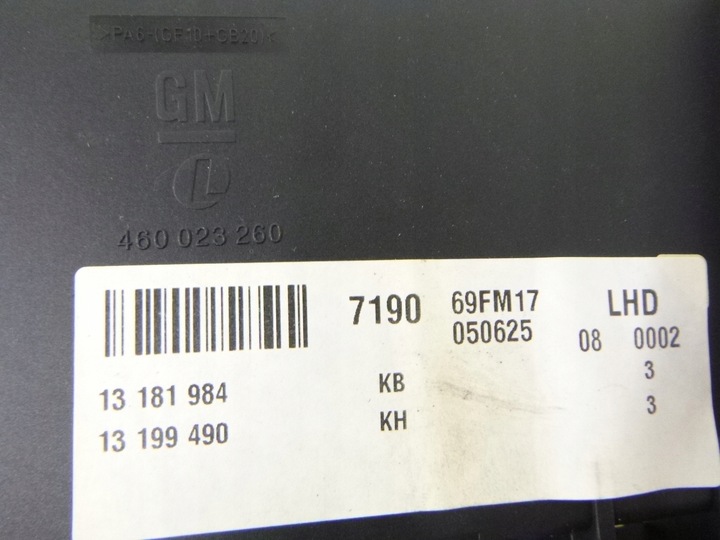 >PA6-(GF10+GB20)<
GM
L
460 023 260
7190 69FM17 LHD
050625 08 0002
13 181 984 KB 3
13 199 490 KH 3